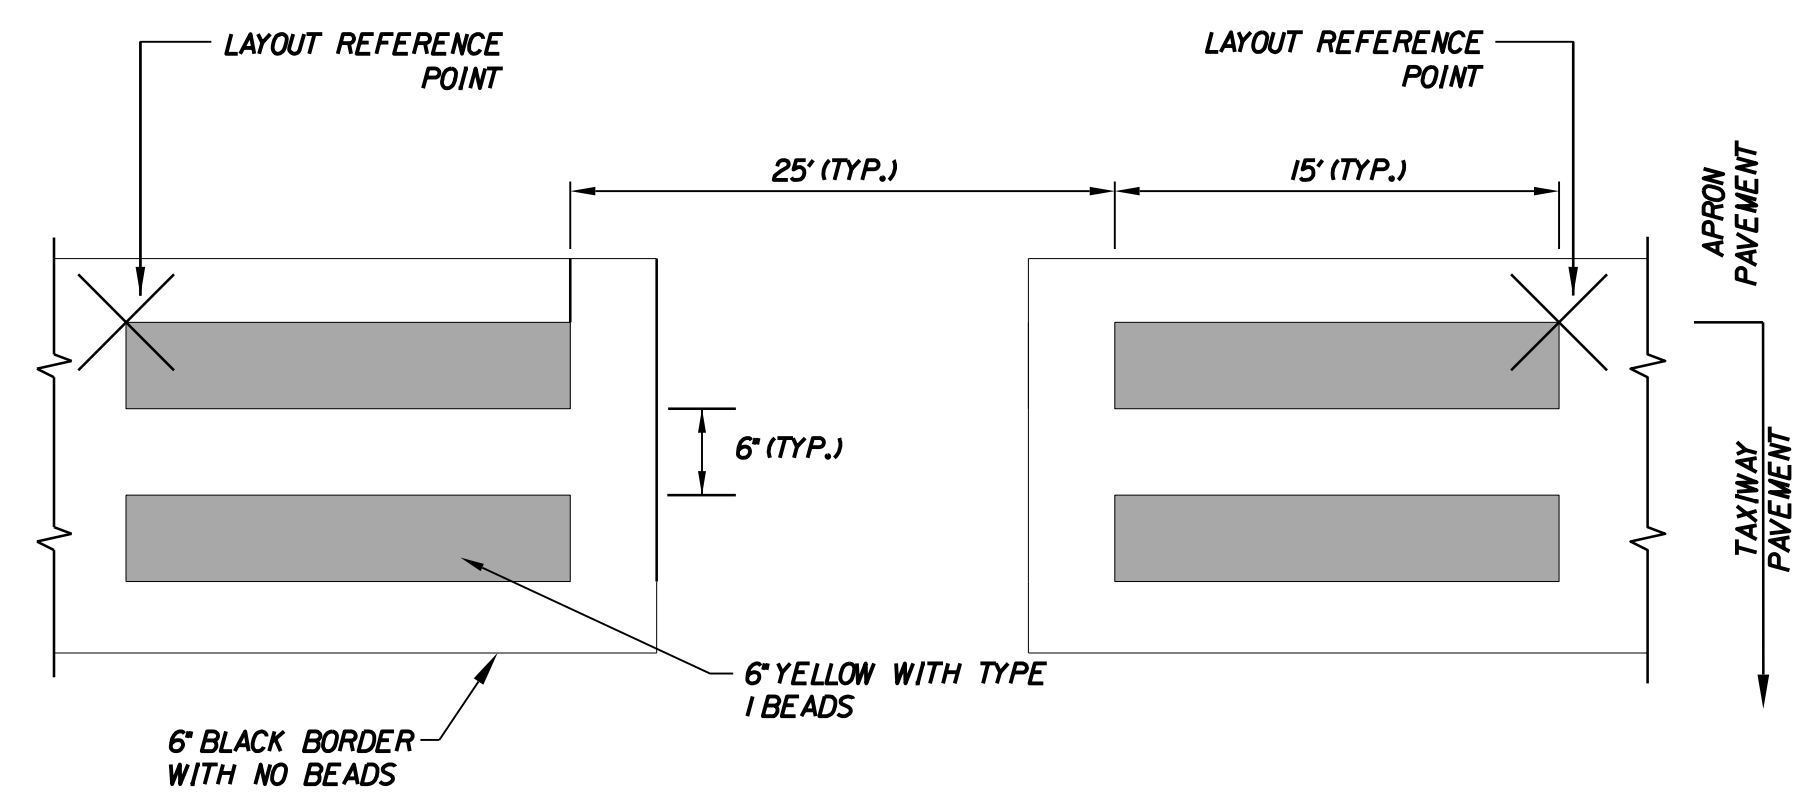 LAYOUT REFERENCE
POINT
LAYOUT REFERENCE
POINT
25' (TYP.)
15' (TYP.)
APRON
PAVEMENT
6" (TYP.)
TAXIWAY
PAVEMENT
6" YELLOW WITH TYPE
1 BEADS
6" BLACK BORDER
WITH NO BEADS